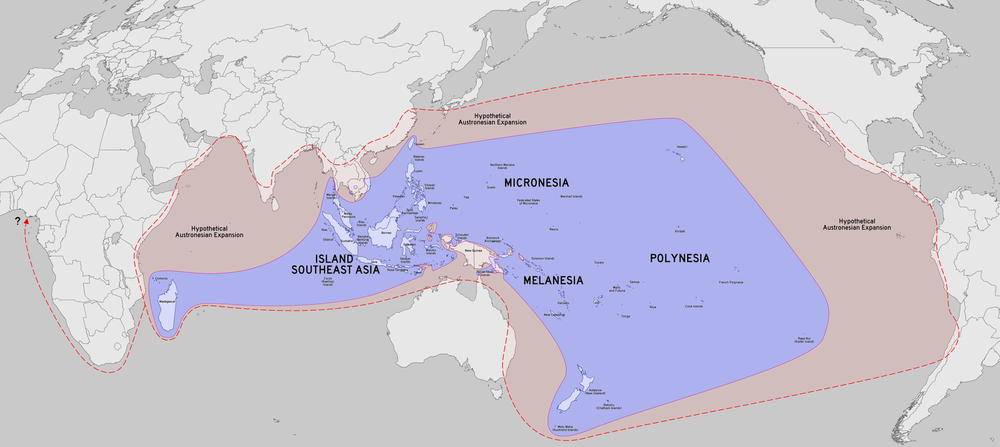 Hypothetical
Austronesian Expansion
Taiwan
Batanes
Islands
Hawai'i
Northern Mariana
Islands
Luzon
MICRONESIA
Visayas
Islands
Guam
Mergui
Islands
Palawan
Yap
Marshall Islands
Federated States
of Micronesia
Mindanao
Palau
Sulu
Archipelago
Malay
Peninsula
Sangihe
Islands
?
Riau
Islands
Hypothetical
Austronesian Expansion
Hypothetical
Austronesian Expansion
Nias
Borneo
Nauru
Kiribati
Schouten
Islands
Bismarck
Archipelago
Siberut
Sumatra
Bangka
Belitung
Islands
Sulawesi
Maluku
Islands
New Guinea
ISLAND
SOUTHEAST ASIA
Java
Selayar
Islands
Solomon Islands
POLYNESIA
Tuvalu
Nusa Tenggara
Timor
Torres Strait
Islands
Comoros
Cocos
(Keeling)
Islands
MELANESIA
Samoa
French Polynesia
Wallis
and Futuna
Madagascar
Vanuatu
Fiji
Niue
Cook Islands
New Caledonia
Tonga
Rapa Nui
(Easter Island)
Aotearoa
(New Zealand)
Rekohu
(Chatham Islands)
Motu Maha
(Auckland Islands)